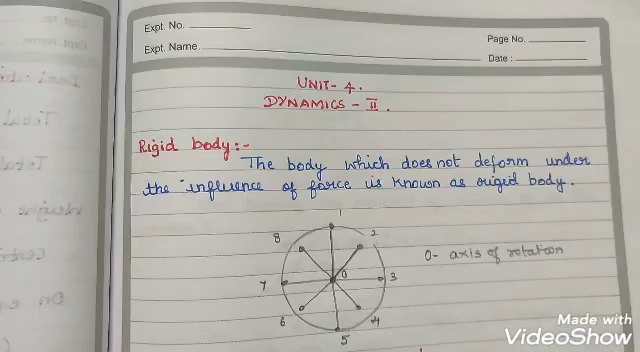 Expt. No.
Page No.
Expt. Name.
Date :
UNIT- 4.
DYNAMICS - II.
Rigid body:-
The body which does not deform under
the influence of force is known as rigid body.
1
8
2
O
O- axis of rotation
7
3
6
4
5
Made with
VideoShow